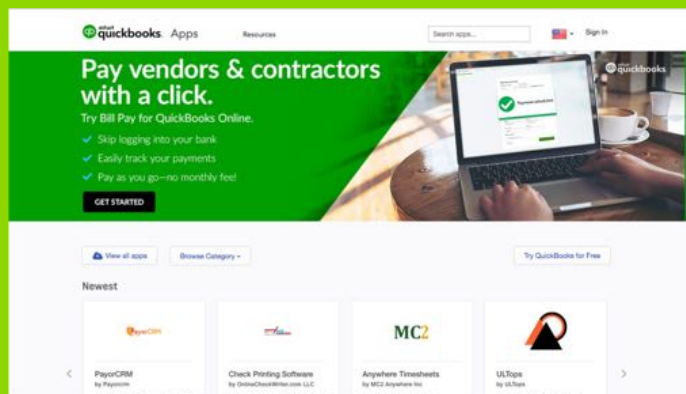 intuit
quickbooks. Apps
Resources
Search apps...
Sign In
Pay vendors & contractors
with a click.
Try Bill Pay for QuickBooks Online.
Skip logging into your bank
Easily track your payments
Pay as you go—no monthly fee!
GET STARTED
quickbooks
Payment scheduled
View all apps
Browse Category
Try QuickBooks for Free
Newest
PayorCRM
MC2
PayorCRM
by Payorcrm
Check Printing Software
by OnlineCheckWriter.com LLC
Anywhere Timesheets
by MC2 Anywhere Inc
ULTops
by ULTops